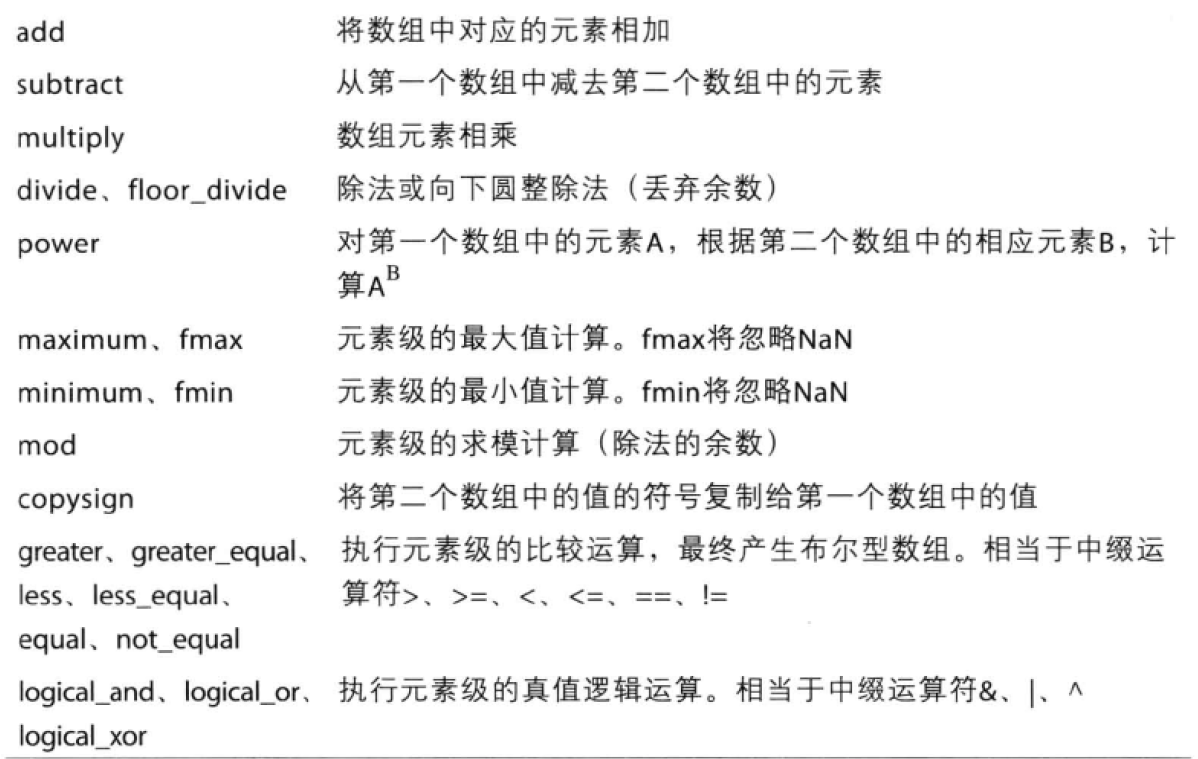 add 将数组中对应的元素相加
subtract 从第一个数组中减去第二个数组中的元素
multiply 数组元素相乘
divide、floor_divide 除法或向下圆整除法（丢弃余数）
power 对第一个数组中的元素A，根据第二个数组中的相应元素B，计
算A^B
maximum、fmax 元素级的最大值计算。fmax将忽略NaN
minimum、fmin 元素级的最小值计算。fmin将忽略NaN
mod 元素级的求模计算（除法的余数）
copysign 将第二个数组中的值的符号复制给第一个数组中的值
greater、greater_equal、 执行元素级的比较运算，最终产生布尔型数组。相当于中缀运
less、less_equal、 算符>、>=、<、<=、==、!=
equal、not_equal
logical_and、logical_or、 执行元素级的真值逻辑运算。相当于中缀运算符&、|、^
logical_xor